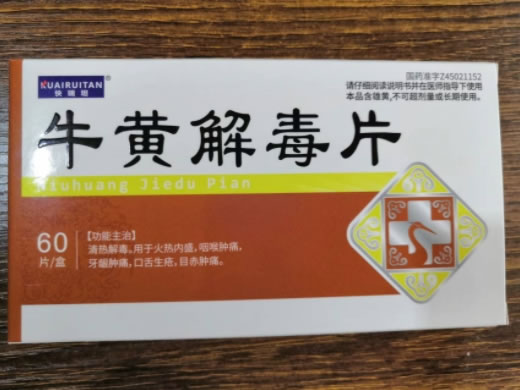 KUAIRUITAN
快瑞坦
国药准字Z45021152
请仔细阅读说明书并在医师指导下使用
本品含雄黄,不可超剂量或长期使用。
牛黄解毒片
Niuhuang Jiedu Pian
60
片/盒
【功能主治】
清热解毒。用于火热内盛,咽喉肿痛,
牙龈肿痛,口舌生疮,目赤肿痛。